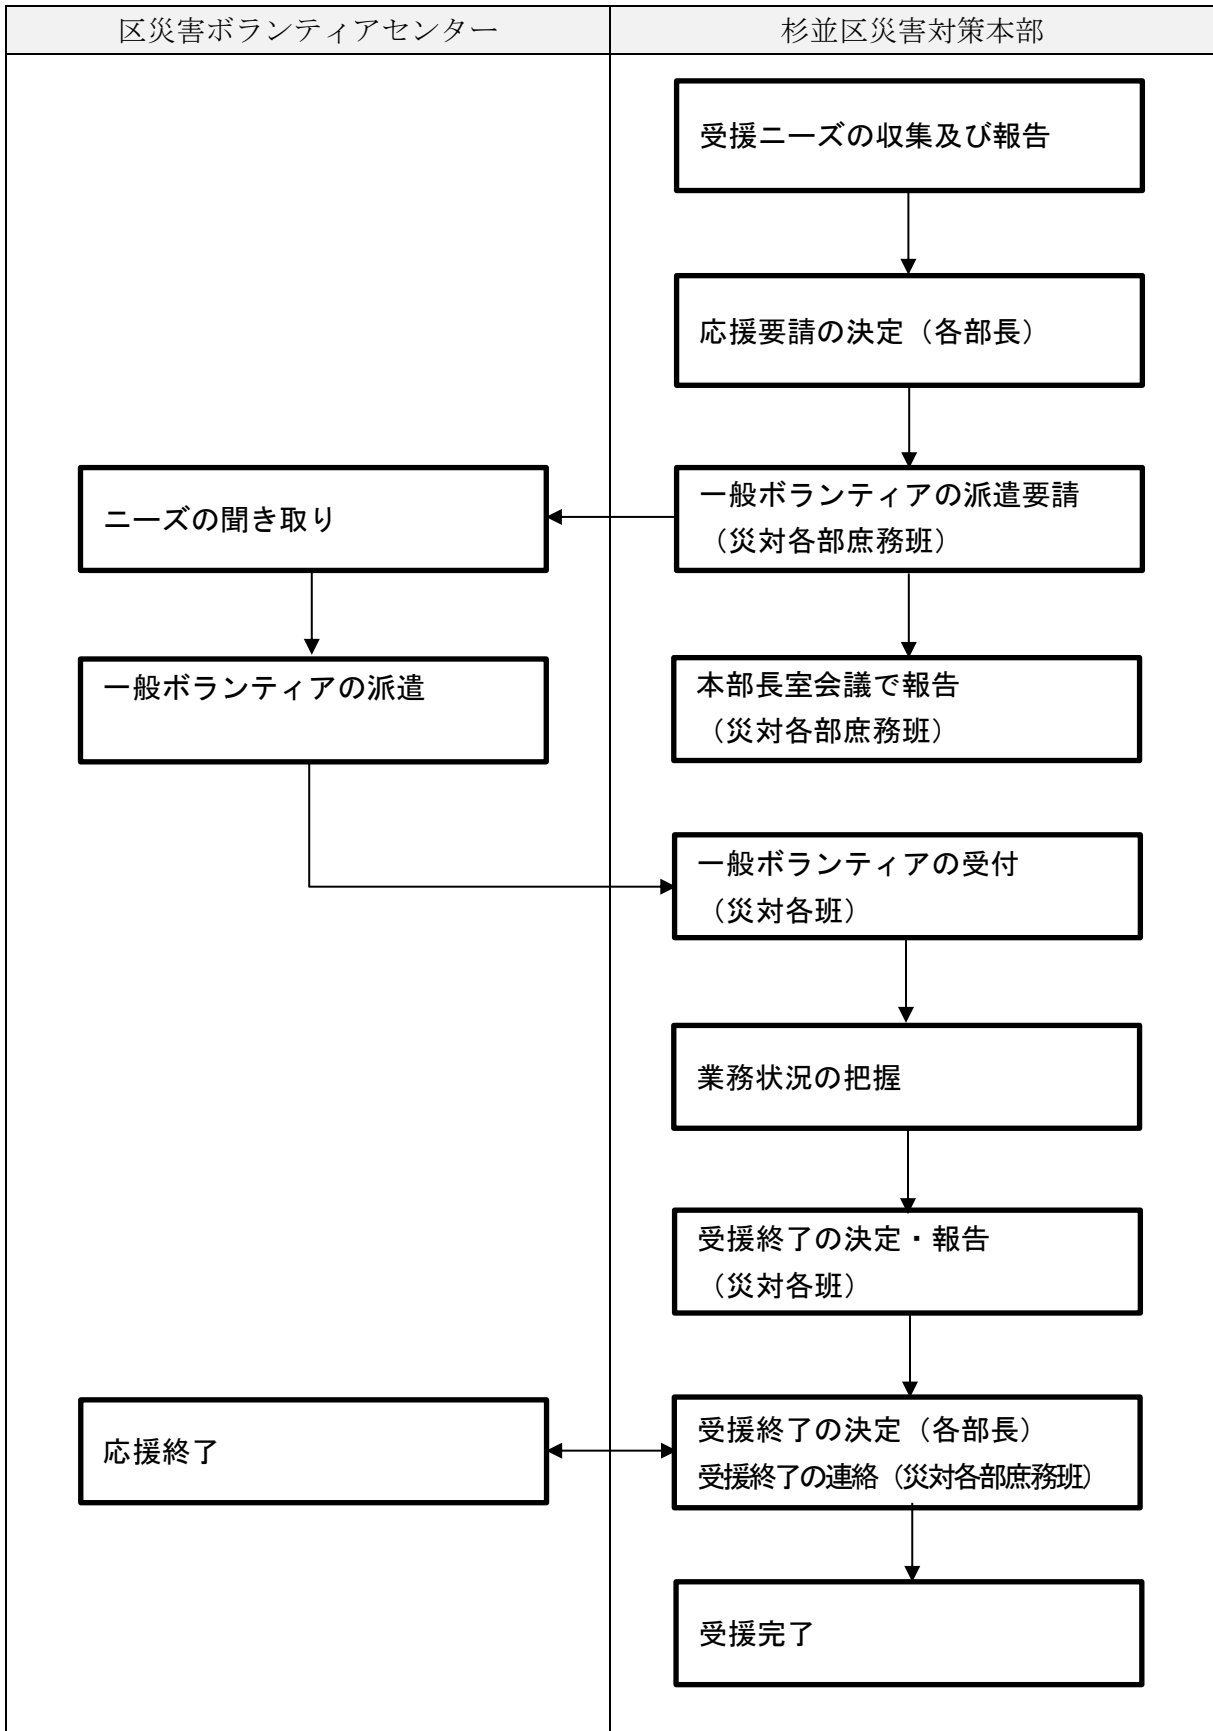 区災害ボランティアセンター
杉並区災害対策本部
受援ニーズの収集及び報告
応援要請の決定（各部長）
一般ボランティアの派遣要請
（災対各部庶務班）
ニーズの聞き取り
一般ボランティアの派遣
本部長室会議で報告
（災対各部庶務班）
一般ボランティアの受付
（災対各班）
業務状況の把握
受援終了の決定・報告
（災対各班）
受援終了の決定（各部長）
受援終了の連絡（災対各部庶務班）
応援終了
受援完了